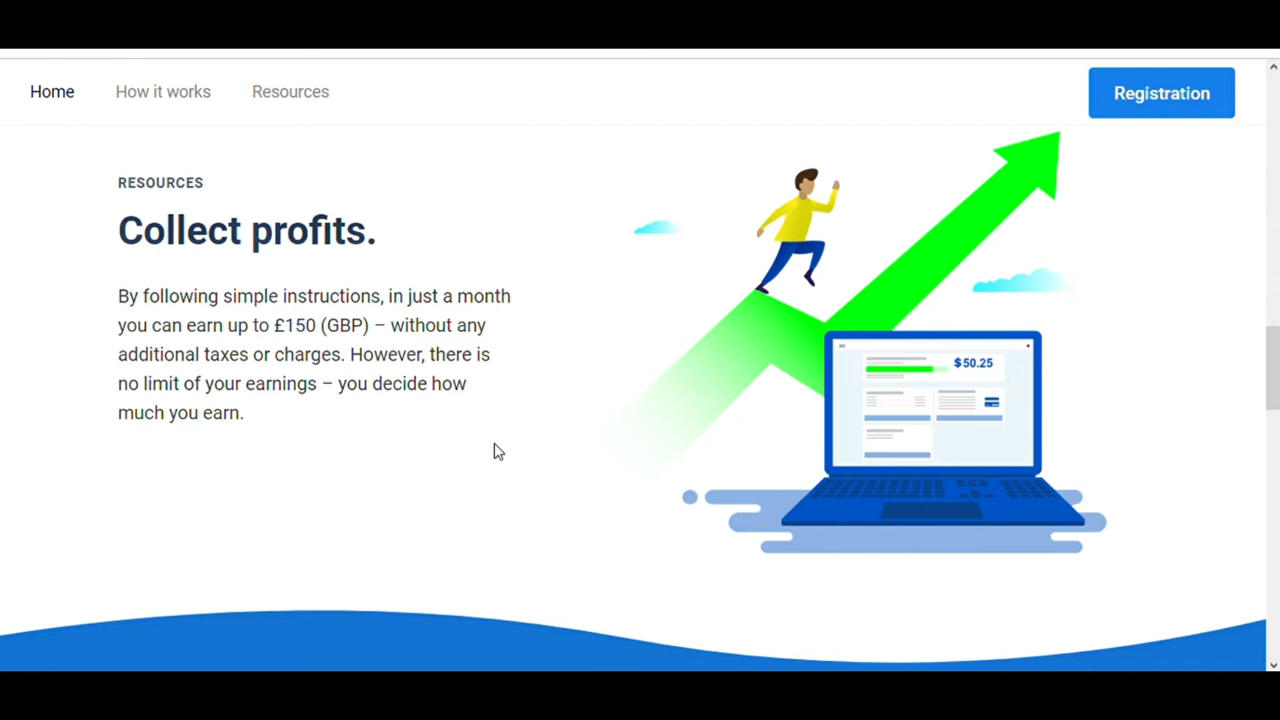 Home
How it works
Resources
Registration
RESOURCES
Collect profits.
By following simple instructions, in just a month
you can earn up to £150 (GBP) – without any
additional taxes or charges. However, there is
no limit of your earnings – you decide how
much you earn.
$50.25